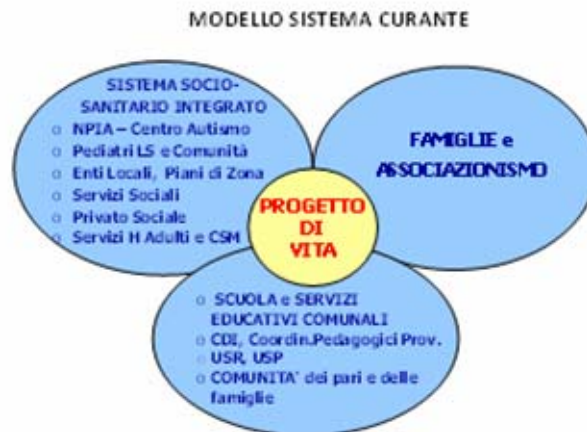 MODELLO SISTEMA CURANTE
SISTEMA SOCIO-
SANITARIO INTEGRATO
o NPIA – Centro Autismo
o Pediatri LS e Comunità
o Enti Locali, Piani di Zona
o Servizi Sociali
o Privato Sociale
o Servizi H Adulti e CSM
FAMIGLIE e
ASSOCIAZIONISMO
PROGETTO
DI
VITA
o SCUOLA e SERVIZI
EDUCATIVI COMUNALI
o CDI, Coordin.Pedagogici Prov.
o USR, USP
o COMUNITA' dei pari e delle
famiglie